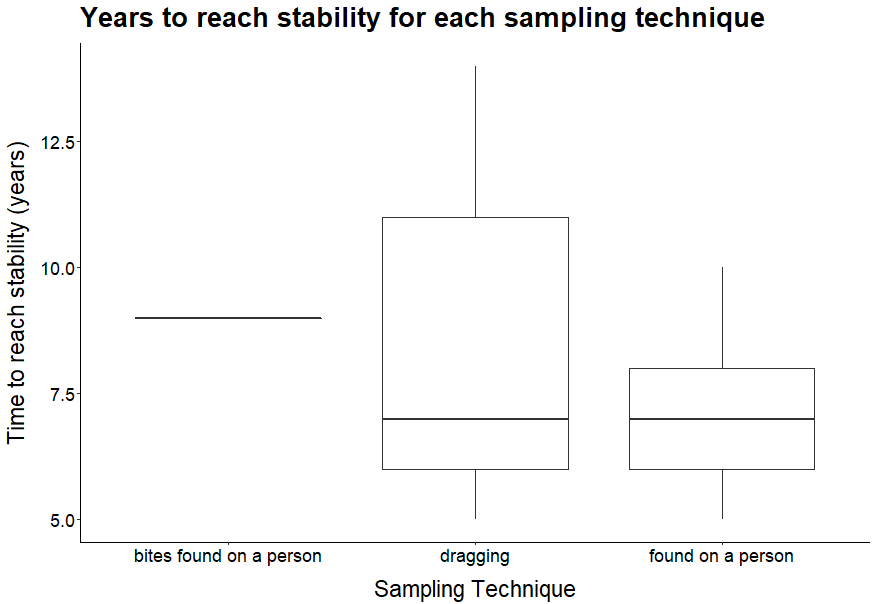 Years to reach stability for each sampling technique
Time to reach stability (years)
12.5
10.0
7.5
5.0
bites found on a person
dragging
found on a person
Sampling Technique